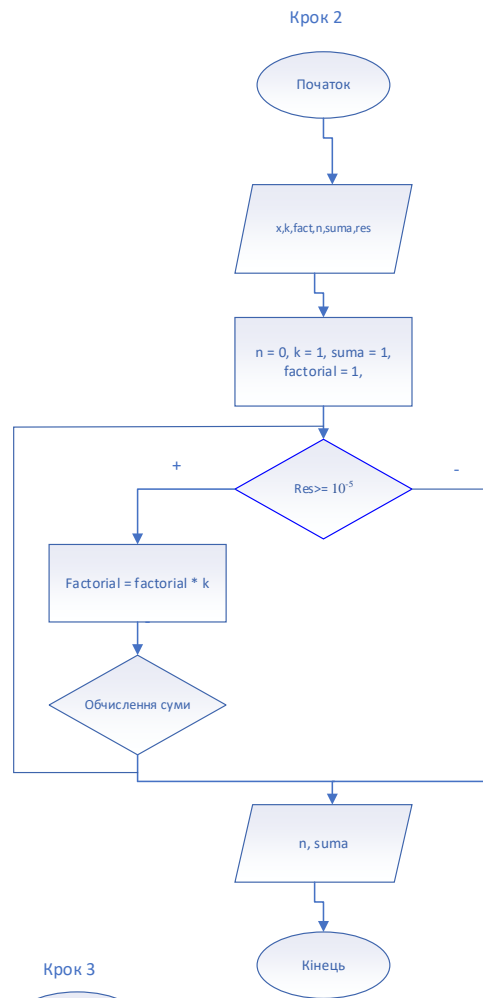 Крок 2
Початок
x,k,fact,n,suma,res
n = 0, k = 1, suma = 1,
factorial = 1,
+
-
Res>= 10⁻⁵
Factorial = factorial * k
Обчислення суми
n, suma
Кінець
Крок 3